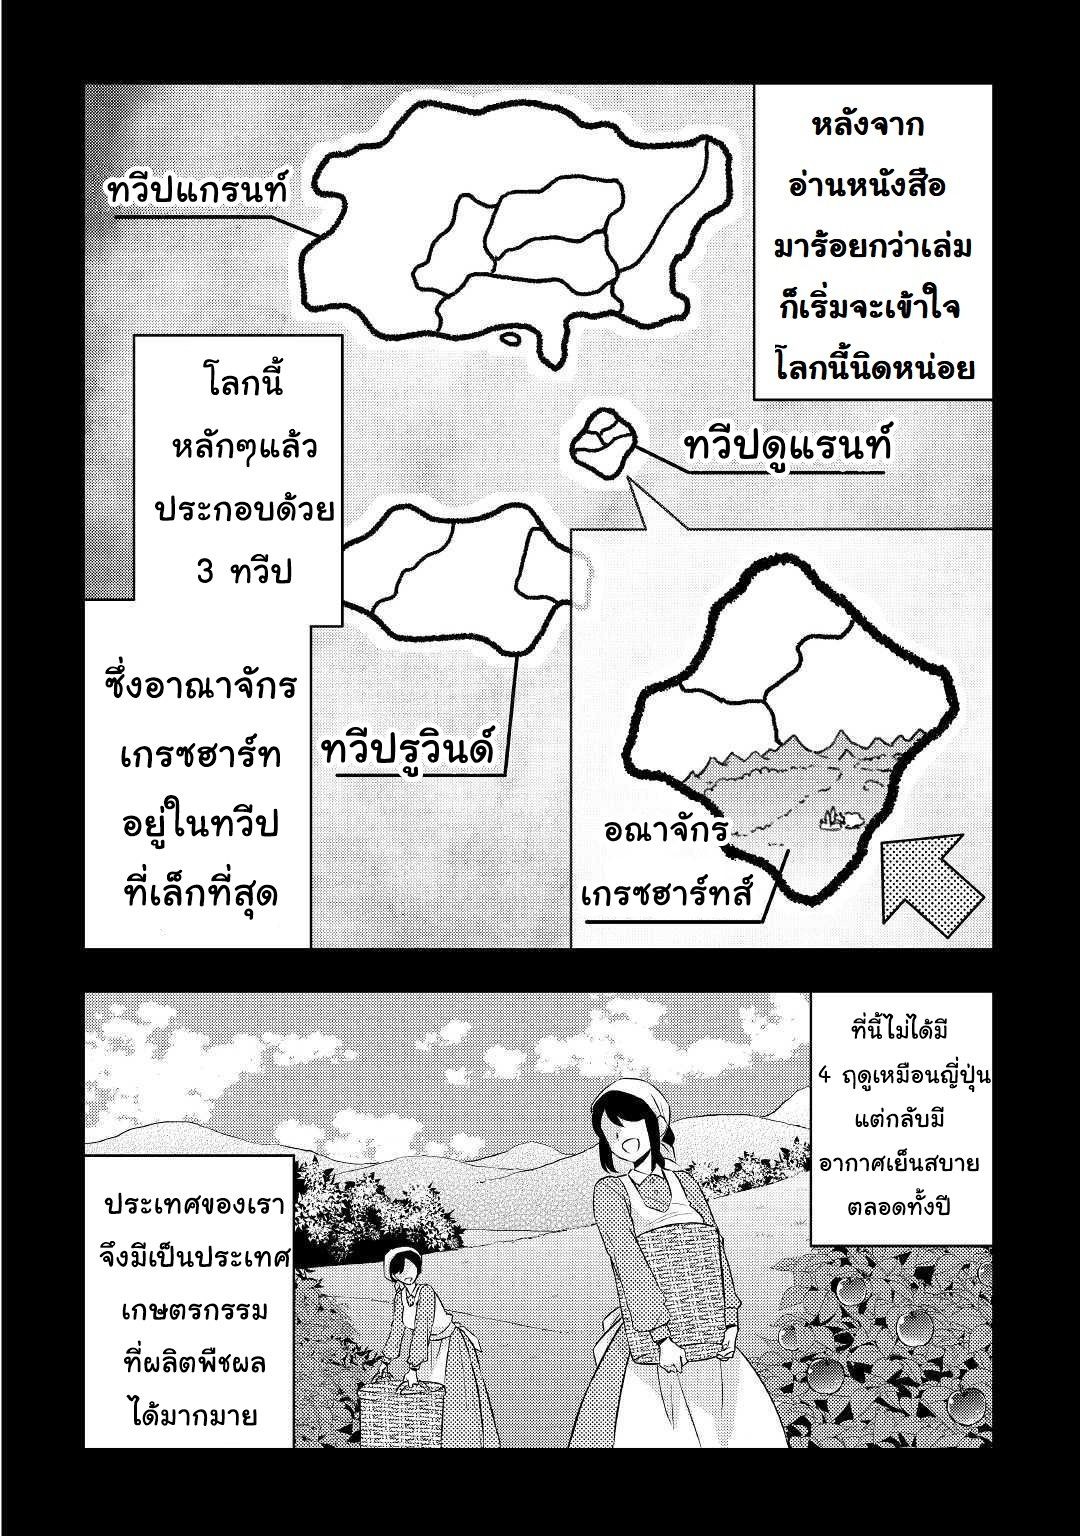 หลังจาก
อ่านหนังสือ
มาร้อยกว่าเล่ม
ก็เริ่มจะเข้าใจ
โลกนี้นิดหน่อย
ทวีปแกรนท์
โลกนี้
หลักๆแล้ว
ประกอบด้วย
3 ทวีป
ทวีปดูแรนท์
ทวีปรูวินด์
ซึ่งอาณาจักร
เกรซฮาร์ท
อยู่ในทวีป
ที่เล็กที่สุด
อณาจักร
เกรซฮาร์ทส์
ที่นี้ไม่ได้มี
4 ฤดูเหมือนญี่ปุ่น
แต่กลับมี
อากาศเย็นสบาย
ตลอดทั้งปี
ประเทศของเรา
จึงมีเป็นประเทศ
เกษตรกรรม
ที่ผลิตพืชผล
ได้มากมาย